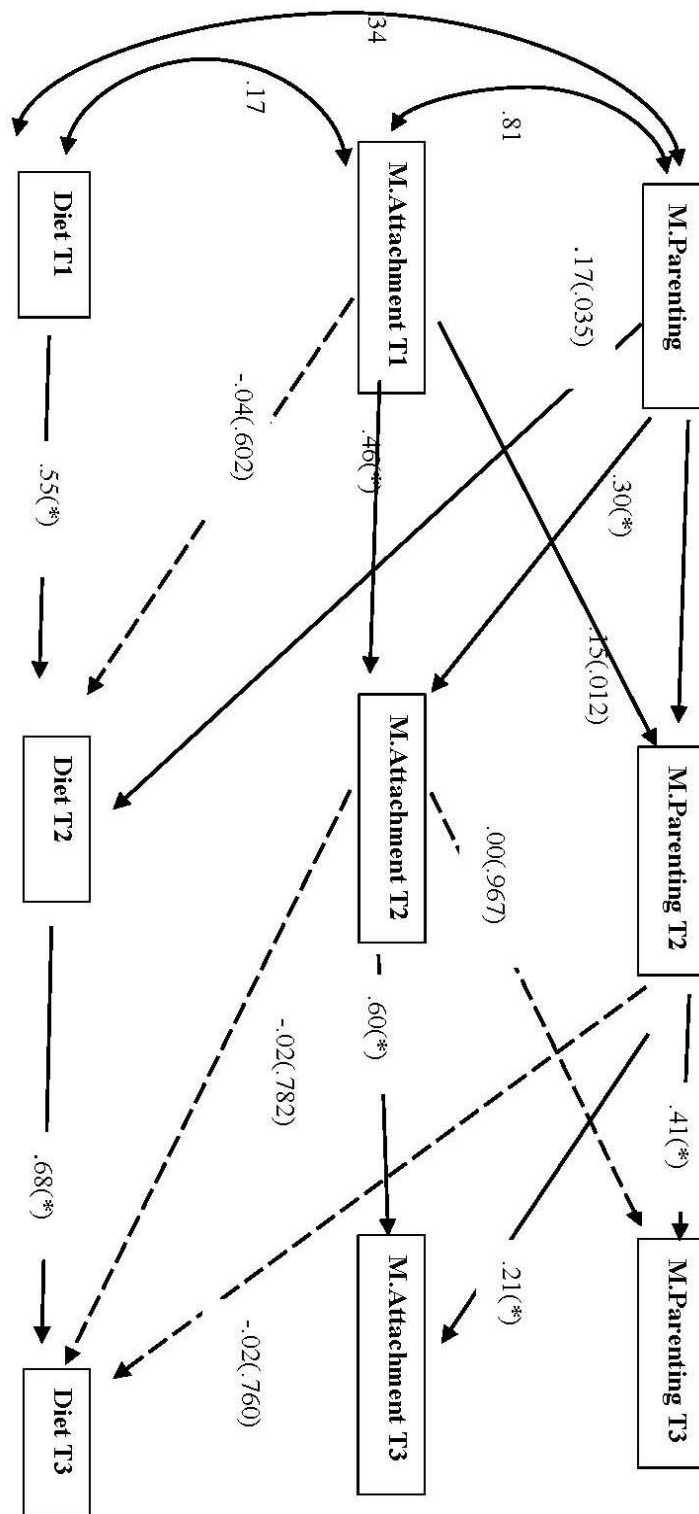 M.Parenting
M.Parenting T2
M.Parenting T3
M.Attachment T1
M.Attachment T2
M.Attachment T3
Diet T1
Diet T2
Diet T3
34
.17
.81
.17(.035)
.30(*)
.15(.012)
.46(*)
-.04(.602)
.55(*)
.41(*)
.00(.967)
.21(*)
.60(*)
-.02(.782)
-.02(.760)
.68(*)